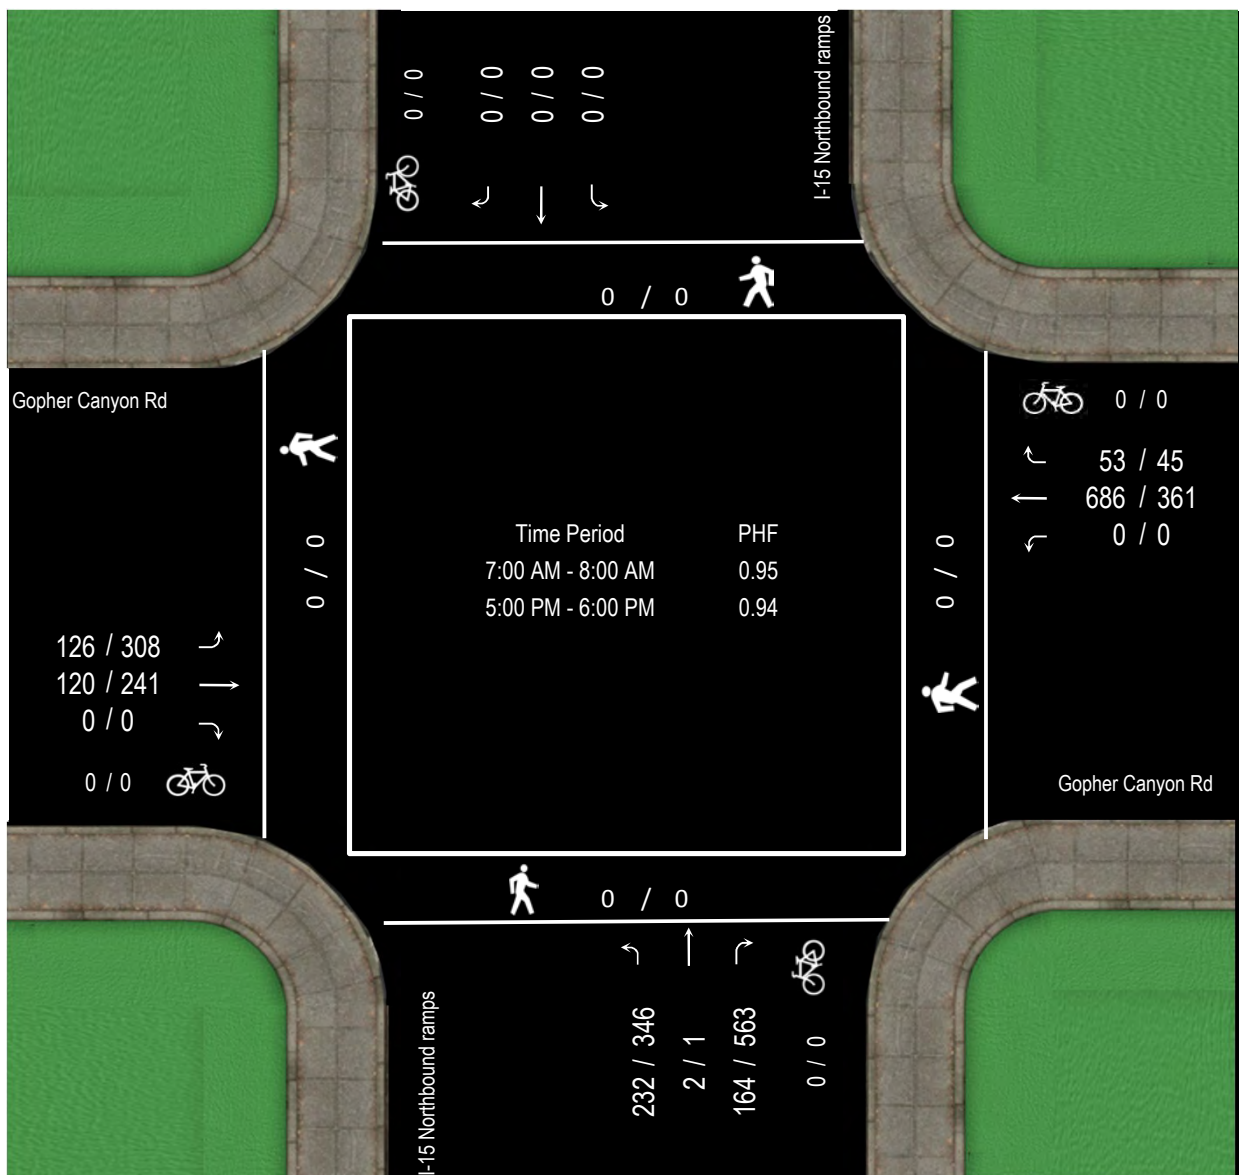 I-15 Northbound ramps
0 / 0
0 / 0
0 / 0
0 / 0
0 / 0
Gopher Canyon Rd
0 / 0
53 / 45
686 / 361
0 / 0
Time Period PHF
7:00 AM - 8:00 AM 0.95
5:00 PM - 6:00 PM 0.94
0 / 0
0 / 0
126 / 308
120 / 241
0 / 0
0 / 0
Gopher Canyon Rd
0 / 0
232 / 346
2 / 1
164 / 563
0 / 0
I-15 Northbound ramps